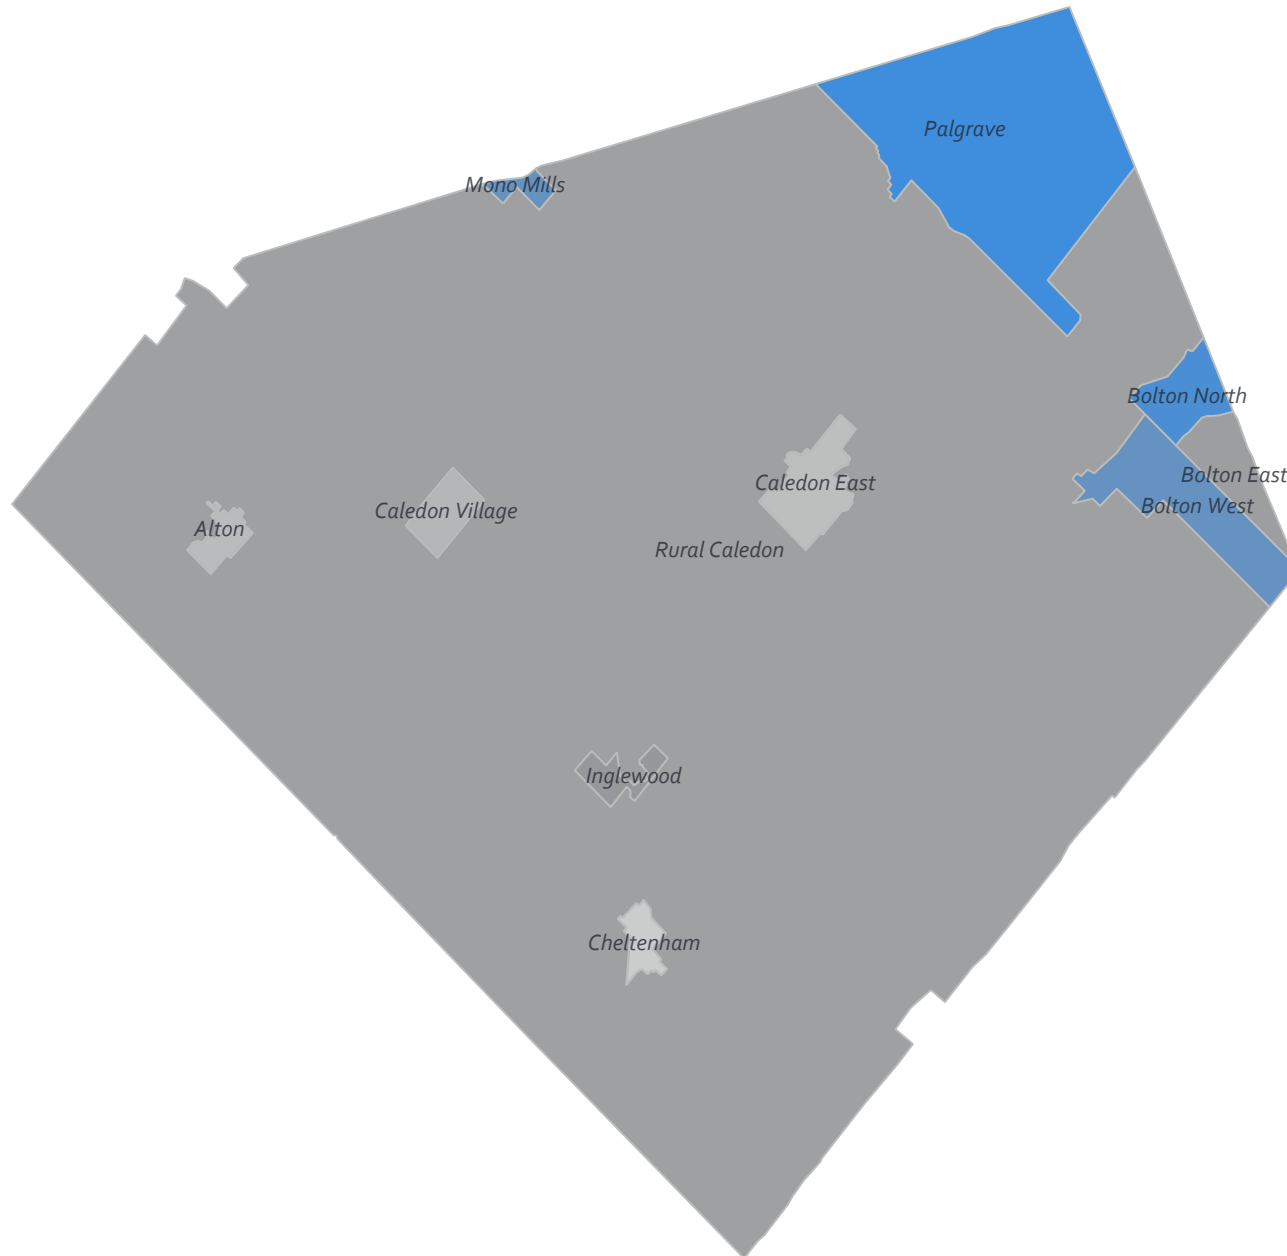 Palgrave
Mono Mills
Bolton North
Bolton East
Caledon East
Bolton West
Caledon Village
Alton
Rural Caledon
Inglewood
Cheltenham